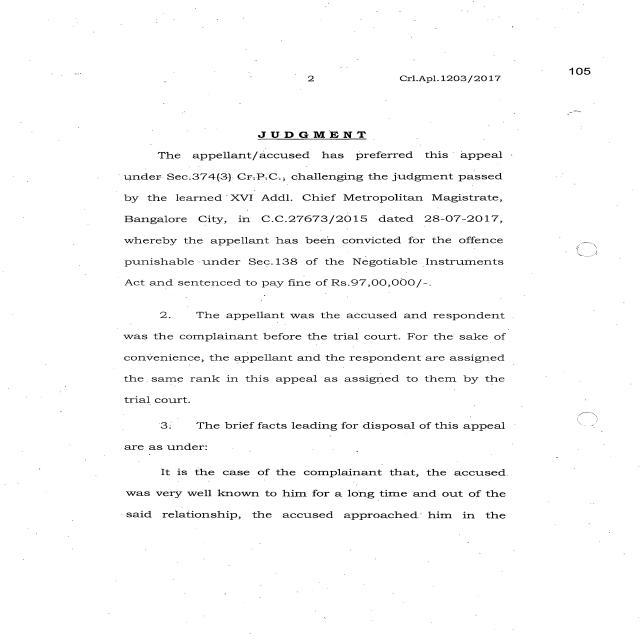 105
2 Crl.Apl.1203/2017
JUDGMENT
The appellant/accused has preferred this appeal
under Sec.374(3) Cr.P.C., challenging the judgment passed
by the learned XVI Addl. Chief Metropolitan Magistrate,
Bangalore City, in C.C.27673/2015 dated 28-07-2017,
whereby the appellant has been convicted for the offence
punishable under Sec.138 of the Negotiable Instruments
Act and sentenced to pay fine of Rs.97,00,000/-.
2. The appellant was the accused and respondent
was the complainant before the trial court. For the sake of
convenience, the appellant and the respondent are assigned
the same rank in this appeal as assigned to them by the
trial court.
3. The brief facts leading for disposal of this appeal
are as under:
It is the case of the complainant that, the accused
was very well known to him for a long time and out of the
said relationship, the accused approached him in the